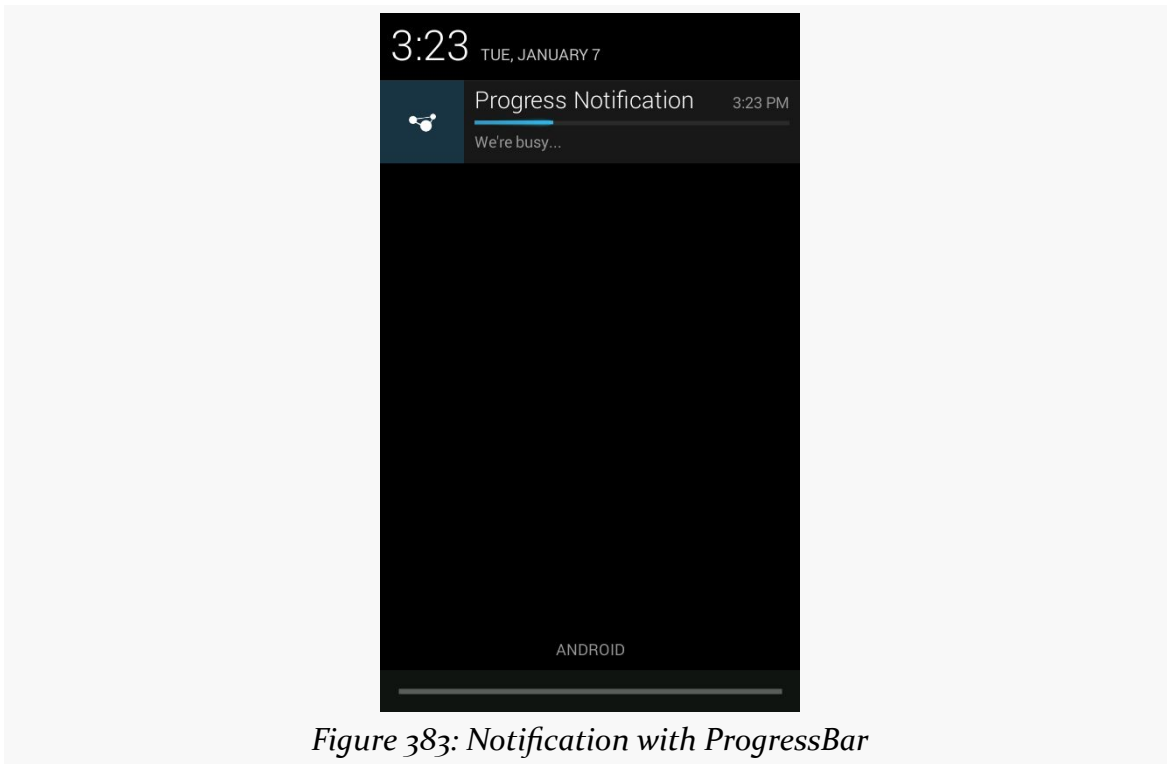 3:23 TUE, JANUARY 7
Progress Notification 3:23 PM
We're busy...
ANDROID
Figure 383: Notification with ProgressBar